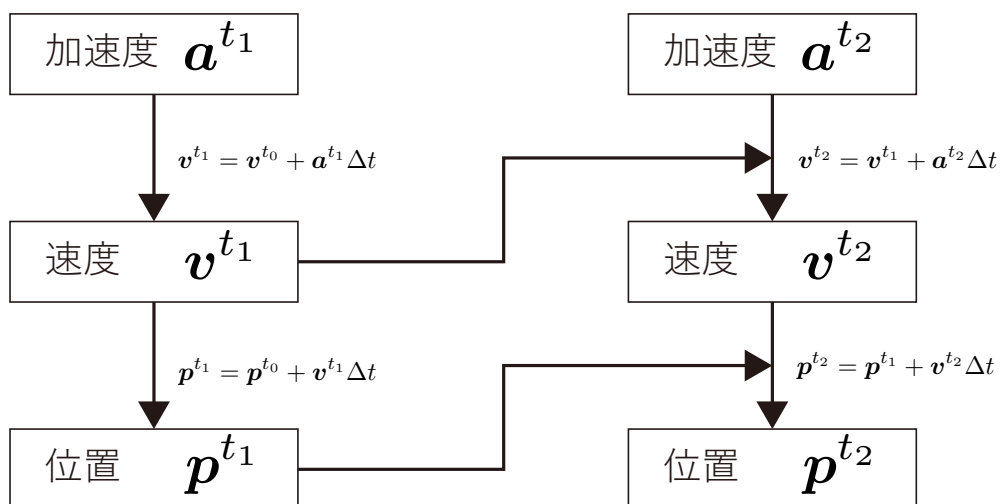 加速度 a^{t_1}
加速度 a^{t_2}
v^{t_1} = v^{t_0} + a^{t_1}Δt
v^{t_2} = v^{t_1} + a^{t_2}Δt
速度 v^{t_1}
速度 v^{t_2}
p^{t_1} = p^{t_0} + v^{t_1}Δt
p^{t_2} = p^{t_1} + v^{t_2}Δt
位置 p^{t_1}
位置 p^{t_2}